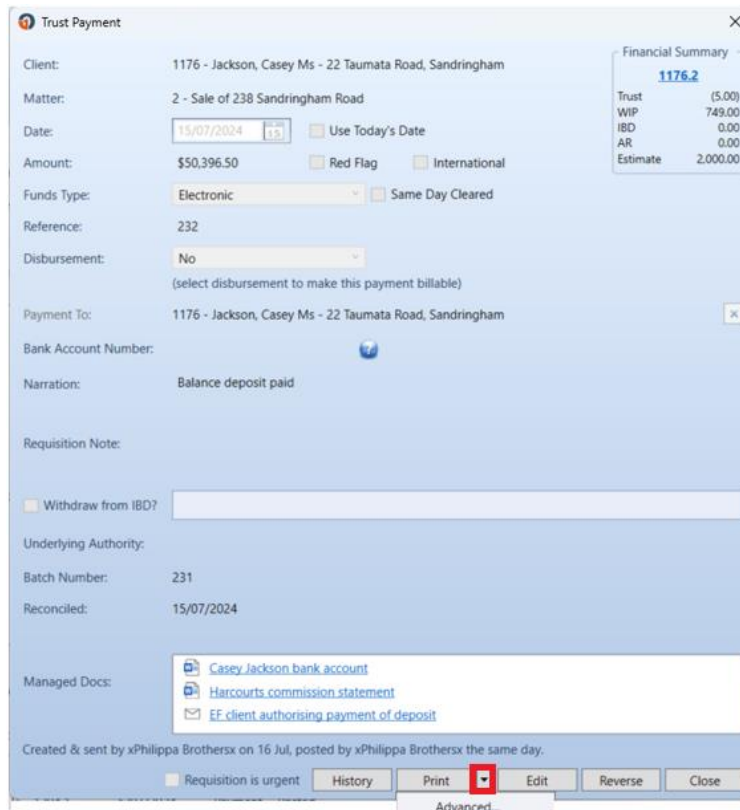 Trust Payment
Client: 1176 - Jackson, Casey Ms - 22 Taumata Road, Sandringham
Matter: 2 - Sale of 238 Sandringham Road
Date: 15/07/2024 15 Use Today's Date
Amount: $50,396.50 Red Flag International
Funds Type: Electronic Same Day Cleared
Reference: 232
Disbursement: No
(select disbursement to make this payment billable)
Payment To: 1176 - Jackson, Casey Ms - 22 Taumata Road, Sandringham
Bank Account Number: ?
Narration: Balance deposit paid
Requisition Note:
Withdraw from IBD?
Underlying Authority:
Batch Number: 231
Reconciled: 15/07/2024
Managed Docs:
Casey Jackson bank account
Harcourts commission statement
EF client authorising payment of deposit
Created & sent by xPhilippa Brothersx on 16 Jul, posted by xPhilippa Brothersx the same day.
Requisition is urgent History Print Edit Reverse Close
Advanced...
Financial Summary
1176.2
Trust (5.00)
WIP 749.00
IBD 0.00
AR 0.00
Estimate 2,000.00